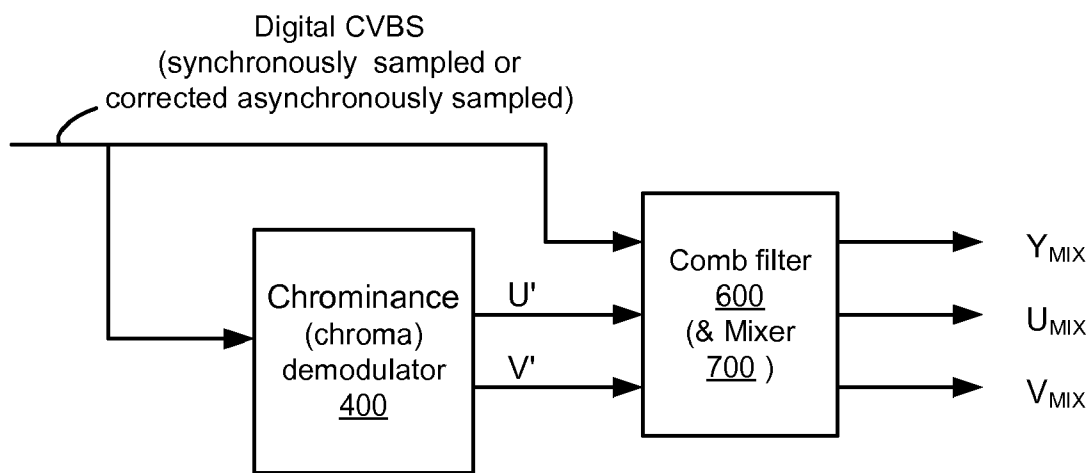 Digital CVBS
(synchronously sampled or
corrected asynchronously sampled)
Chrominance
(chroma)
demodulator
400
U'
V'
Comb filter
600
(& Mixer
700 )
YMIX
UMIX
VMIX